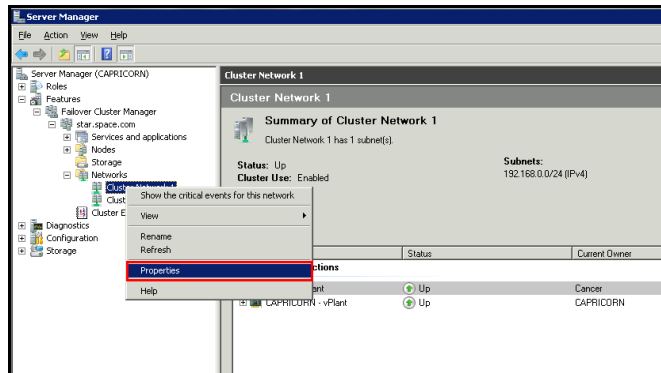 Server Manager
File Action View Help
Server Manager (CAPRICORN)
Roles
Features
Failover Cluster Manager
star.space.com
Services and applications
Nodes
Storage
Networks
Cluster Network 1
Clust
Cluster E
Diagnostics
Configuration
Storage
Cluster Network 1
Cluster Network 1
Summary of Cluster Network 1
Cluster Network 1 has 1 subnet(s).
Status: Up
Cluster Use: Enabled
Subnets:
192.168.0.0/24 (IPv4)
Show the critical events for this network
View
Rename
Refresh
Properties
Help
Status Current Owner
ctions
ant Up Cancer
CAPRICORN - vPlant Up CAPRICORN